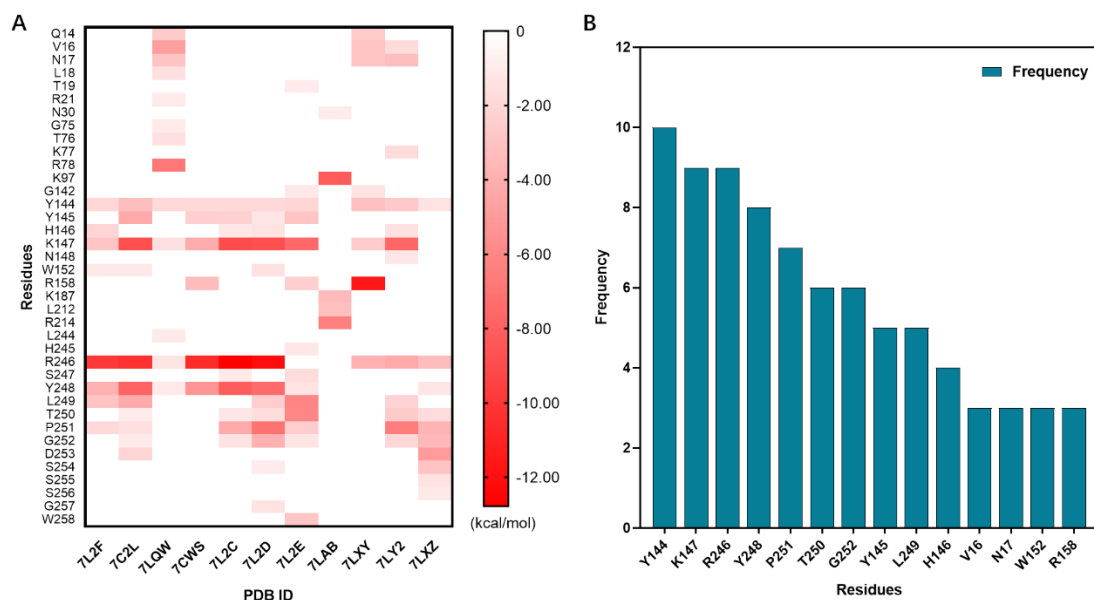 A
Residues
Q14
V16
N17
L18
T19
R21
N30
G75
T76
K77
R78
K97
G142
Y144
Y145
H146
K147
N148
W152
R158
K187
L212
R214
L244
H245
R246
S247
Y248
L249
T250
P251
G252
D253
S254
S255
S256
G257
W258
7L2F
7C2L
7LQW
7CWS
7L2C
7L2D
7L2E
7LAB
7LXY
7LY2
7LXZ
PDB ID
0
-2.00
-4.00
-6.00
-8.00
-10.00
-12.00
(kcal/mol)
B
Frequency
Frequency
12
10
8
6
4
2
0
Y144
K147
R246
Y248
P251
T250
G252
Y145
L249
H146
V16
N17
W152
R158
Residues